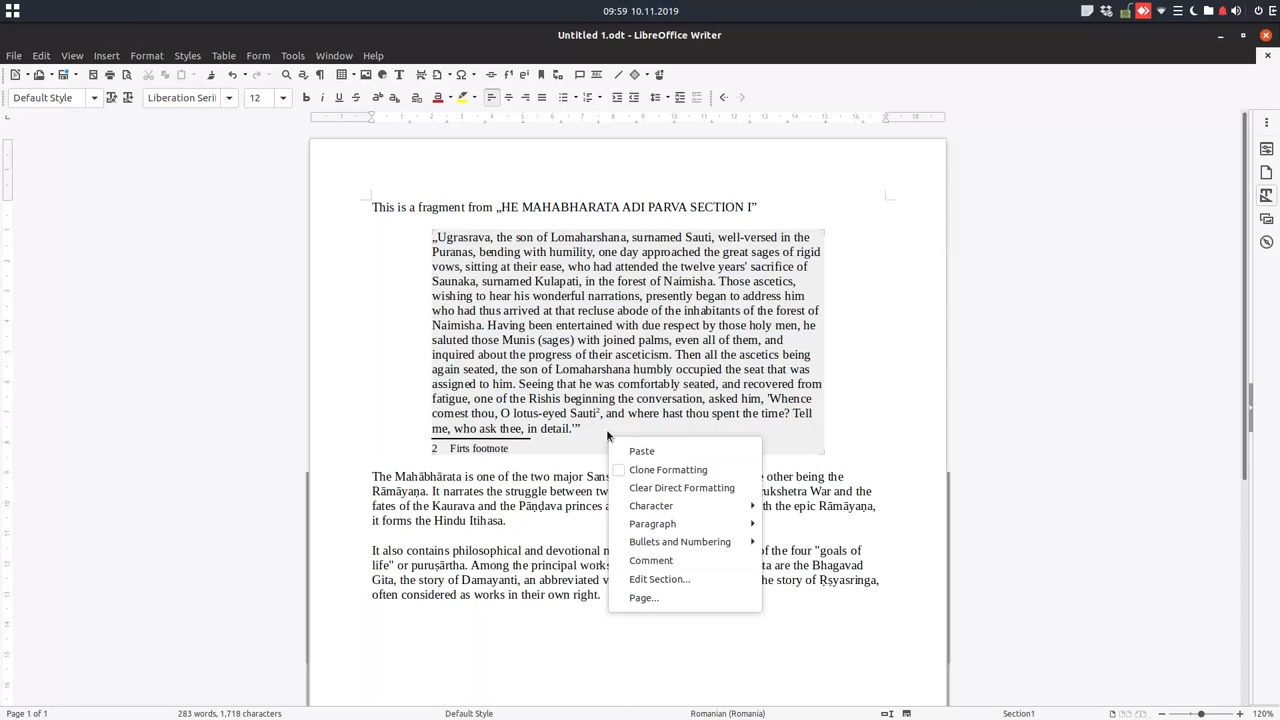 09:59 10.11.2019
Untitled 1.odt - LibreOffice Writer
File Edit View Insert Format Styles Table Form Tools Window Help
Default Style Liberation Seri 12
This is a fragment from „HE MAHABHARATA ADI PARVA SECTION I”
„Ugrasrava, the son of Lomaharshana, surnamed Sauti, well-versed in the
Puranas, bending with humility, one day approached the great sages of rigid
vows, sitting at their ease, who had attended the twelve years' sacrifice of
Saunaka, surnamed Kulapati, in the forest of Naimisha. Those ascetics,
wishing to hear his wonderful narrations, presently began to address him
who had thus arrived at that recluse abode of the inhabitants of the forest of
Naimisha. Having been entertained with due respect by those holy men, he
saluted those Munis (sages) with joined palms, even all of them, and
inquired about the progress of their asceticism. Then all the ascetics being
again seated, the son of Lomaharshana humbly occupied the seat that was
assigned to him. Seeing that he was comfortably seated, and recovered from
fatigue, one of the Rishis beginning the conversation, asked him, 'Whence
comest thou, O lotus-eyed Sauti², and where hast thou spent the time? Tell
me, who ask thee, in detail.'”
2 Firts footnote
The Mahābhārata is one of the two major Sans e other being the
Rāmāyaṇa. It narrates the struggle between tw rukshetra War and the
fates of the Kaurava and the Pāṇḍava princes a th the epic Rāmāyaṇa,
it forms the Hindu Itihasa.
It also contains philosophical and devotional m of the four "goals of
life" or puruṣārtha. Among the principal works ta are the Bhagavad
Gita, the story of Damayanti, an abbreviated v the story of Ṛṣyasringa,
often considered as works in their own right.
Paste
Clone Formatting
Clear Direct Formatting
Character
Paragraph
Bullets and Numbering
Comment
Edit Section...
Page...
Page 1 of 1 283 words, 1,718 characters Default Style Romanian (Romania) Section1 120%